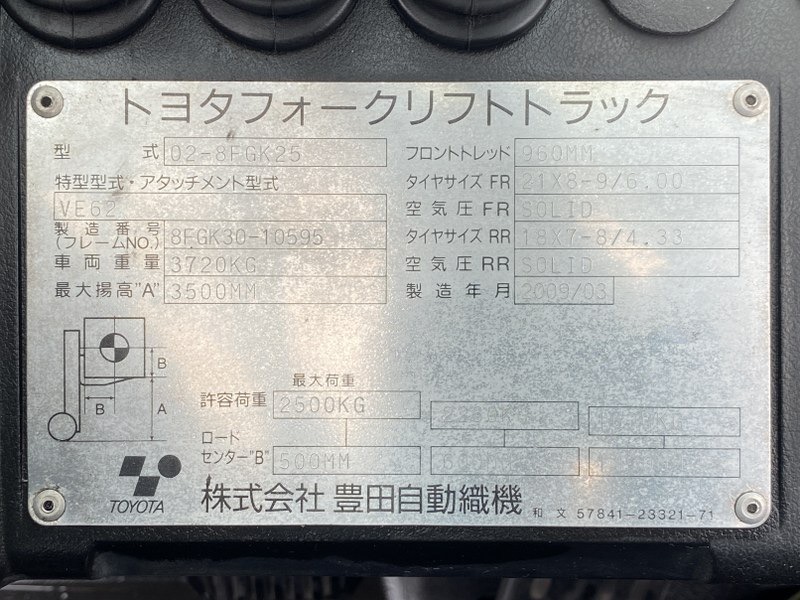 トヨタフォークリフトトラック
型 式 02-8FGK25 フロントトレッド 960MM
特型型式・アタッチメント型式 タイヤサイズ FR 21X8-9/6.00
VE62 空気圧 FR SOLID
製造番号(フレームNO.) 8FGK30-10595 タイヤサイズ RR 18X7-8/4.33
車両重量 3720KG 空気圧 RR SOLID
最大揚高"A" 3500MM 製造年月 2009/03
B
B A
最大荷重
許容荷重 2500KG
ロード
センター"B" 500MM
TOYOTA 株式会社 豊田自動織機 和文 57841-23321-71